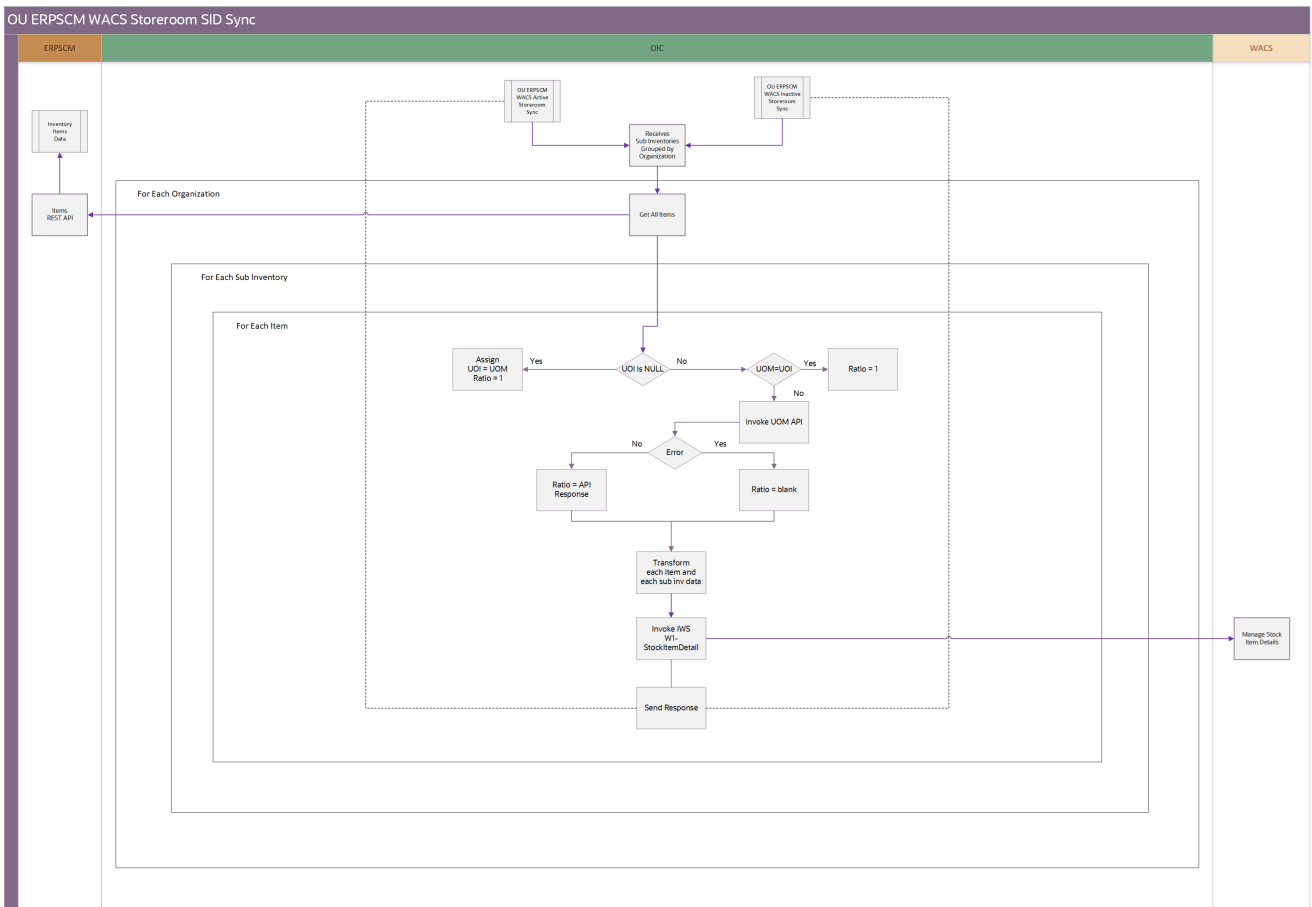 OU ERPSCM WACS Storeroom SID Sync
ERPSCM
OIC
WACS
OU ERPSCM
WACS Active
Storeroom
Sync
OU ERPSCM
WACS Inactive
Storeroom
Sync
Inventory
Items
Data
Receives
Sub Inventories
Grouped by
Organization
For Each Organization
Items
REST API
Get All Items
For Each Sub Inventory
For Each Item
Assign
UOI = UOM
Ratio = 1
Yes
UOI is NULL
No
UOM=UOI
Yes
Ratio = 1
No
Invoke UOM API
No
Error
Yes
Ratio = API
Response
Ratio = blank
Transform
each item and
each sub inv data
Invoke IWS
W1-
StockItemDetail
Manage Stock
Item Details
Send Response